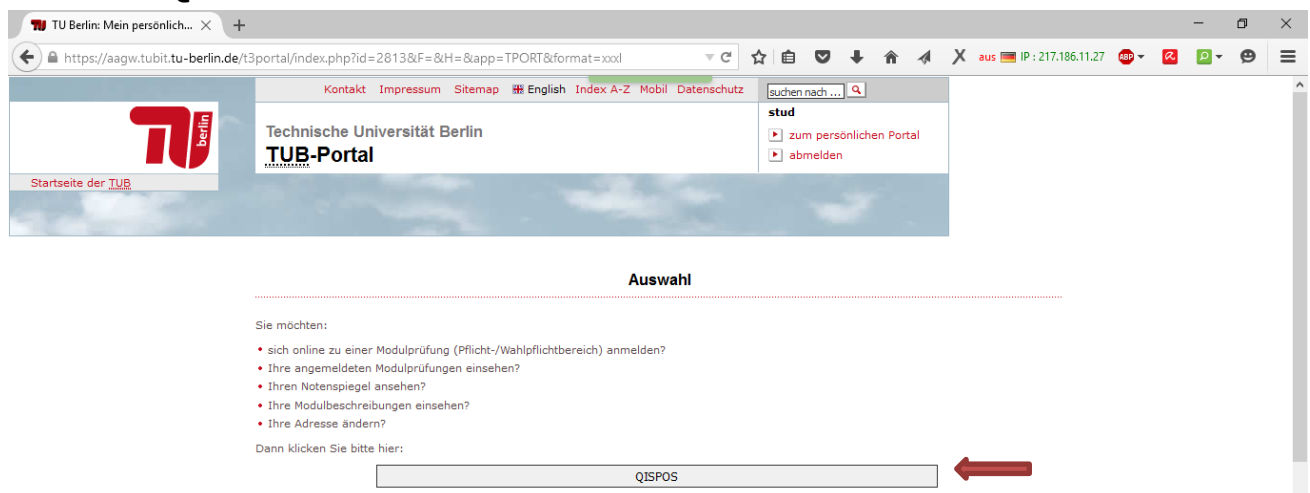 TU Berlin: Mein persönlich...
https://aagw.tubit.tu-berlin.de/t3portal/index.php?id=2813&F=&H=&app=TPORT&format=xxxl
aus IP : 217.186.11.27 ABP
Kontakt Impressum Sitemap English Index A-Z Mobil Datenschutz
suchen nach ...
stud
zum persönlichen Portal
abmelden
berlin
Technische Universität Berlin
TUB-Portal
Startseite der TUB
Auswahl
Sie möchten:
sich online zu einer Modulprüfung (Pflicht-/Wahlpflichtbereich) anmelden?
Ihre angemeldeten Modulprüfungen einsehen?
Ihren Notenspiegel ansehen?
Ihre Modulbeschreibungen einsehen?
Ihre Adresse ändern?
Dann klicken Sie bitte hier:
QISPOS